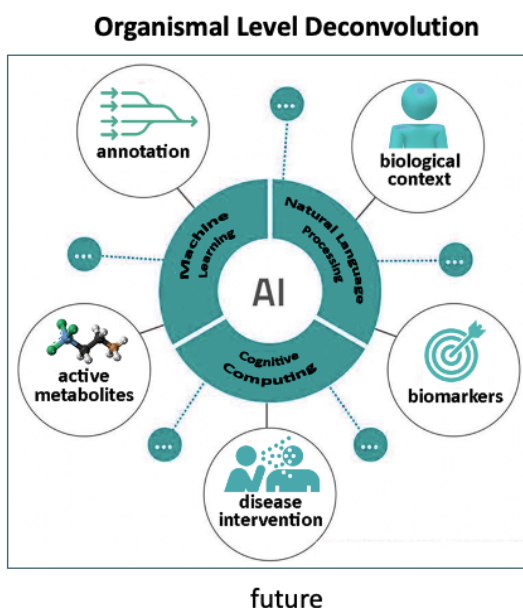 Organismal Level Deconvolution
...
annotation
biological
context
Machine
Learning
Natural Language
Processing
...
...
AI
active
metabolites
Cognitive
Computing
biomarkers
...
...
disease
intervention
future